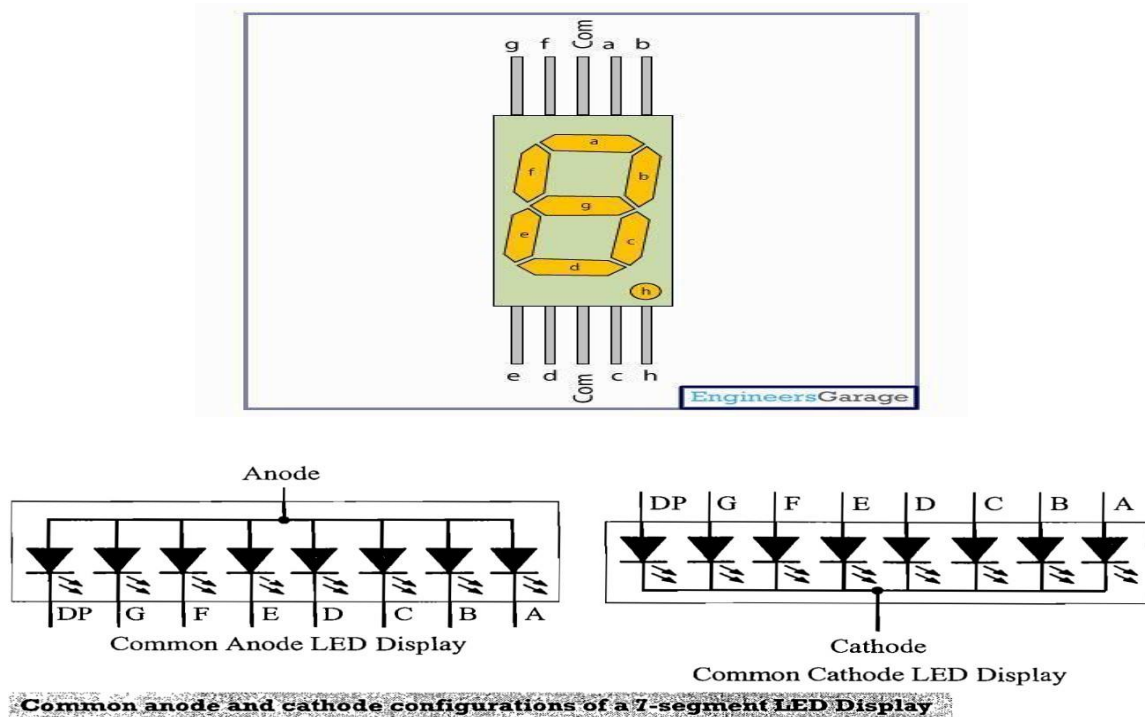 g f Com a b
a
f b
g
e c
d
h
e d Com c h
EngineersGarage
Anode
DP G F E D C B A
Common Anode LED Display
DP G F E D C B A
Cathode
Common Cathode LED Display
Common anode and cathode configurations of a 7-segment LED Display